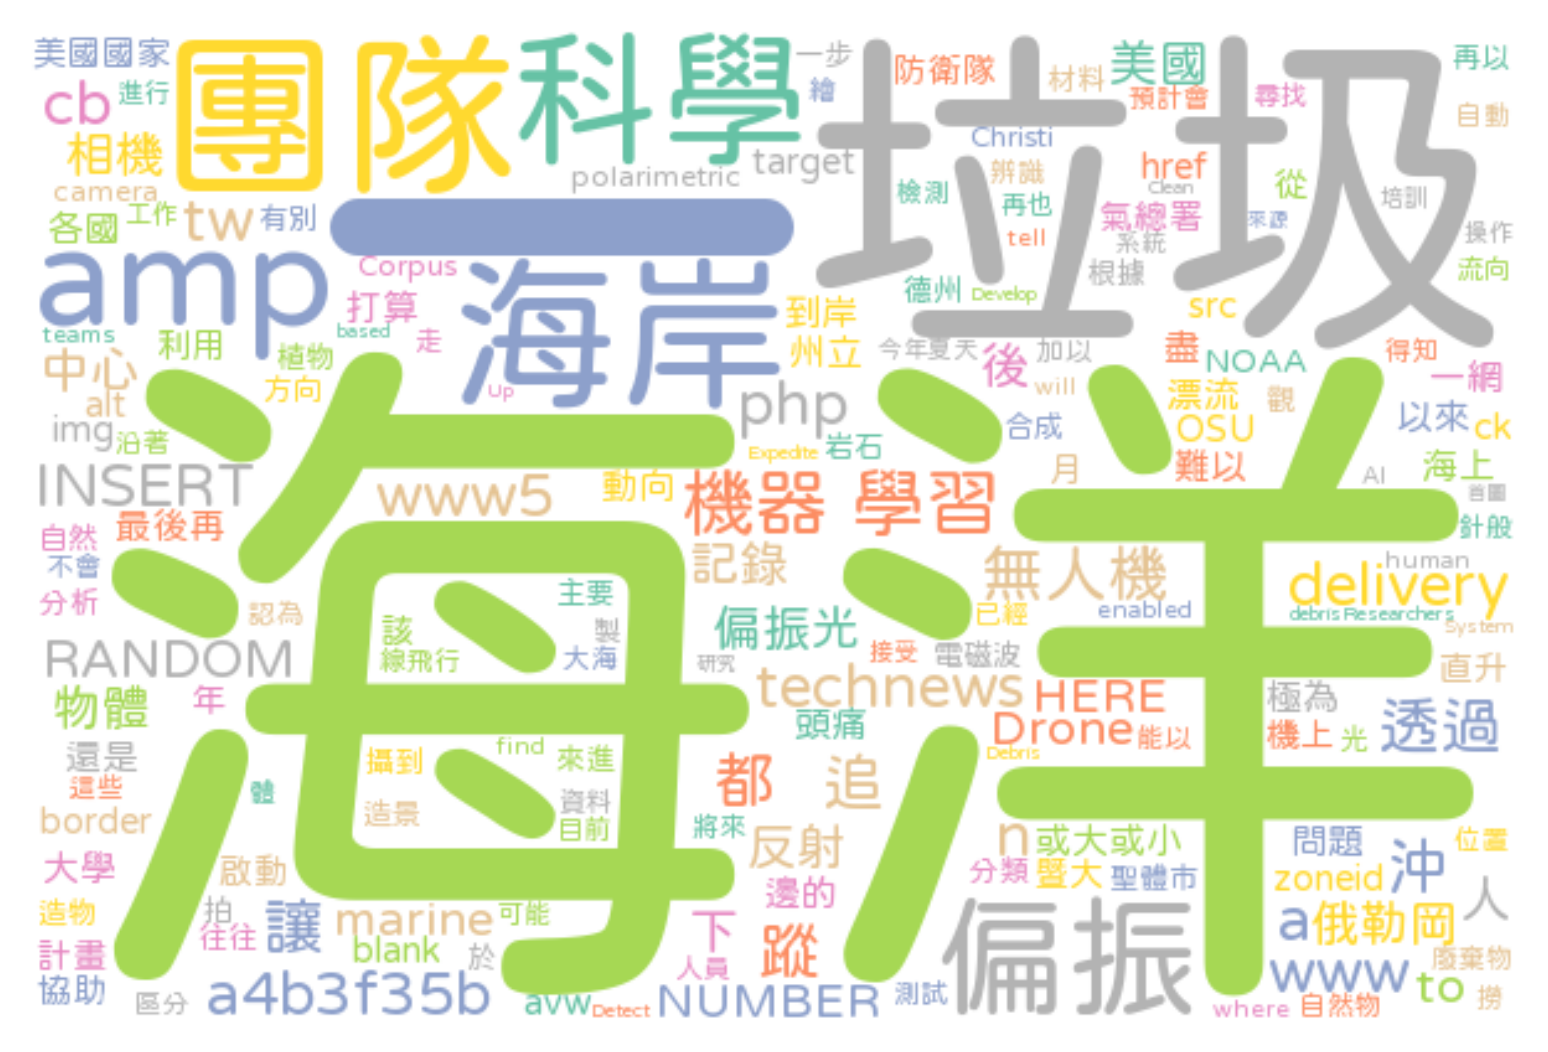 美國國家
團隊
科學
一步
防衛隊
材料
美國
再以
垃圾
cb
進行
繪
預計會
尋找
自動
相機
target
Christi
camera
polarimetric
辨識
href
Clean
從
檢測
再也
培訓
各國
工作
tw
有別
一
tell
氣總署
來源
系統
操作
amp
Corpus
海岸
根據
流向
打算
德州
Develop
到岸
src
teams
利用
based
走
植物
州立
今年夏天
後
加以
盡
NOAA
得知
一網
中心
方向
Up
php
will
漂流
觀
以來
ck
alt
img
沿著
海洋
Expedite
岩石
合成
OSU
月
難以
AI
海上
INSERT
www5
動向
機器 學習
首圖
自然
最後再
針般
不會
記錄
無人機
human
delivery
分析
認為
主要
已經
enabled
debris
Researchers
System
該
製
偏振光
RANDOM
線飛行
大海
研究
接受
電磁波
直升
物體
年
technews
HERE
極為
透過
頭痛
Drone
能以
機上
光
還是
攝到
find
來進
Debris
這些
體
都
追
border
造景
資料
目前
將來
反射
n
或大或小
問題
位置
大學
啟動
分類
暨大
聖體市
zoneid
沖
邊的
造物
拍
讓
marine
可能
下
偏振
a
俄勒岡
人
往往
計畫
blank
於
蹤
人員
www
廢棄物
協助
區分
a4b3f35b
avw
Detect
NUMBER
測試
to
撈
where
自然物